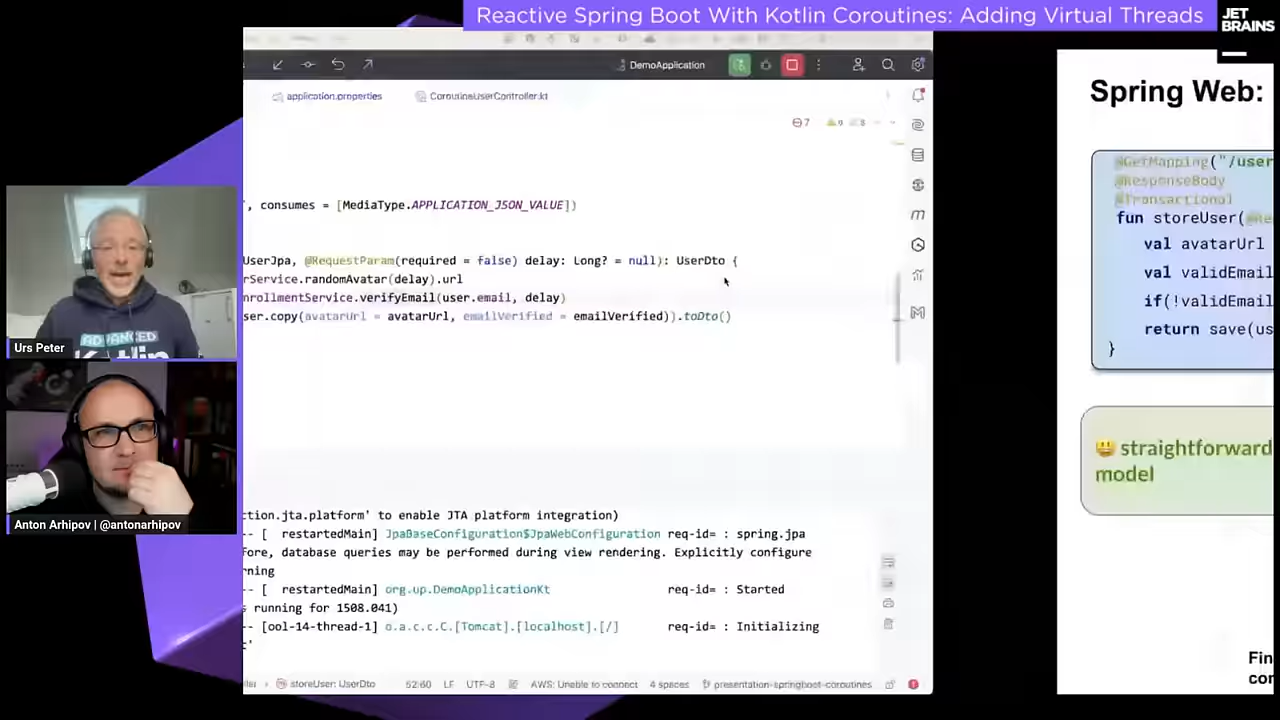 Reactive Spring Boot With Kotlin Coroutines: Adding Virtual Threads
JET
BRAINS
DemoApplication
application.properties
CoroutineUserController.kt
7
, consumes = [MediaType.APPLICATION_JSON_VALUE])
UserJpa, @RequestParam(required = false) delay: Long? = null): UserDto {
rService.randomAvatar(delay).url
nrollmentService.verifyEmail(user.email, delay)
ser.copy(avatarUrl = avatarUrl, emailVerified = emailVerified)).toDto()
ction.jta.platform' to enable JTA platform integration)
-- [ restartedMain] JpaBaseConfiguration$JpaWebConfiguration req-id= : spring.jpa
fore, database queries may be performed during view rendering. Explicitly configure
rning
-- [ restartedMain] org.up.DemoApplicationKt req-id= : Started
s running for 1508.041)
-- [ool-14-thread-1] o.a.c.c.C.[Tomcat].[localhost].[/] req-id= : Initializing
storeUser: UserDto
52:60
LF
UTF-8
AWS: Unable to connect
4 spaces
presentation-springboot-coroutines
Spring Web:
@GetMapping("/user
@ResponseBody
@Transactional
fun storeUser(
val avatarUrl
val validEmail
if(!validEmail
return save(us
}
straightforward
model
Fin
cor
Urs Peter
ADVANCED
Kotlin
Anton Arhipov | @antonarhipov